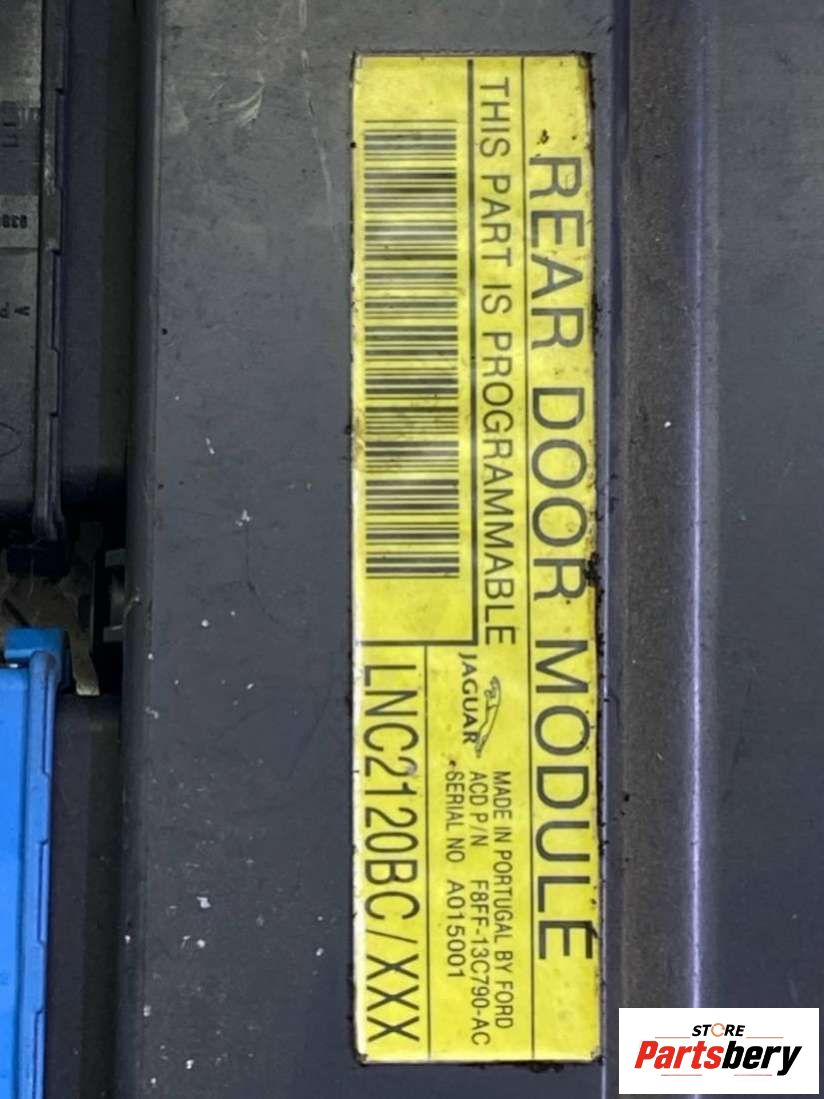 REAR DOOR MODULE
THIS PART IS PROGRAMMABLE
JAGUAR
MADE IN PORTUGAL BY FORD
ACD P/N F8FF-13C790-AC
SERIAL NO A015001
LNC2120BC/XXX
STORE
Partsbery